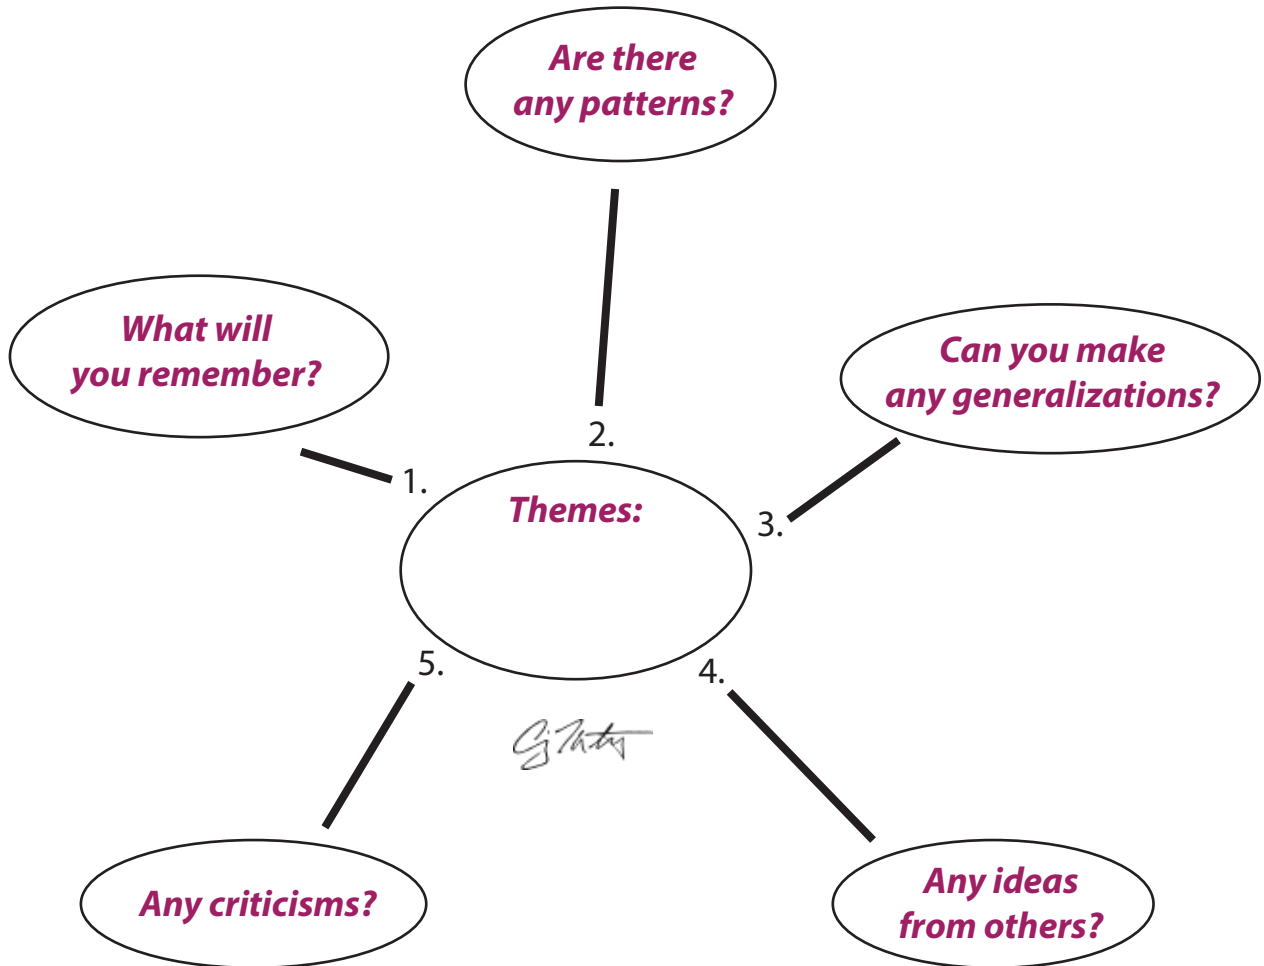 Are there
any patterns?
What will
you remember?
Can you make
any generalizations?
2.
1.
Themes:
3.
5.
4.
Any criticisms?
Any ideas
from others?